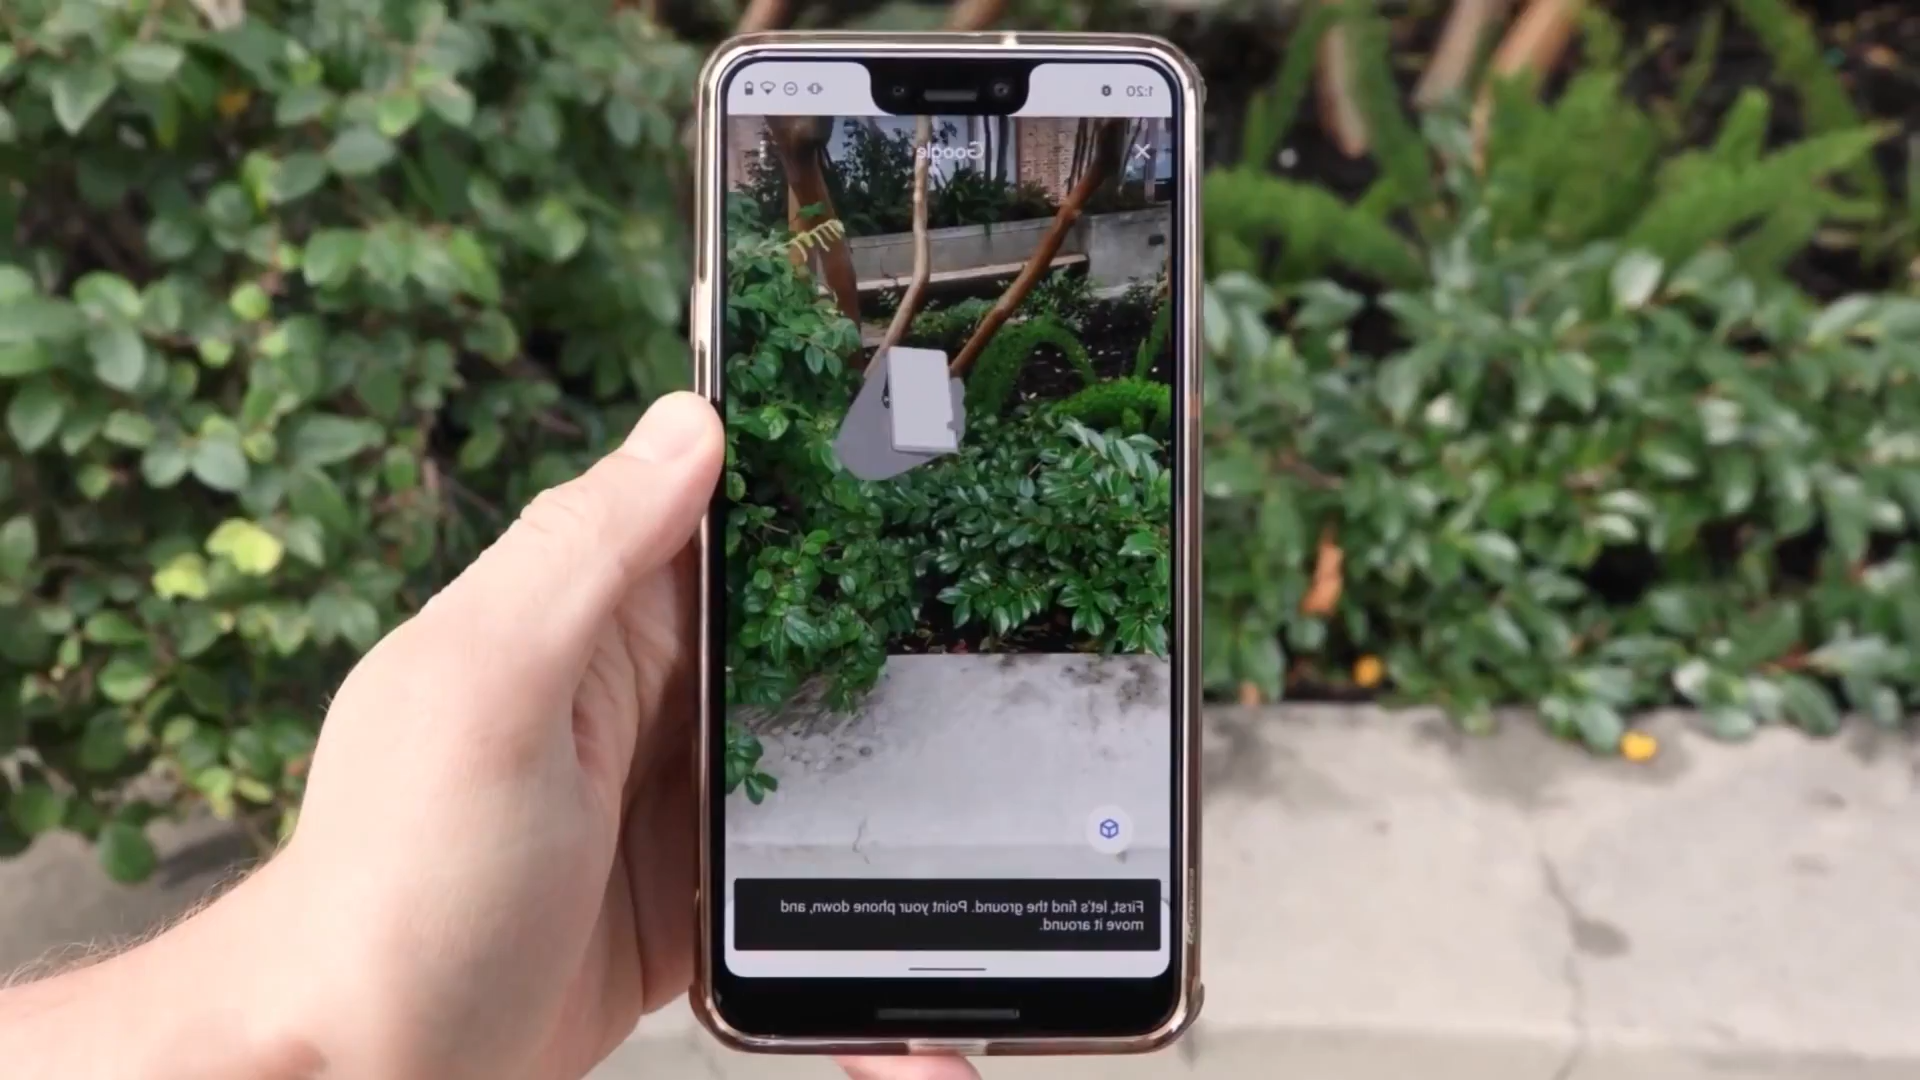 1:20
Google
First, let's find the ground. Point your phone down, and
move it around.